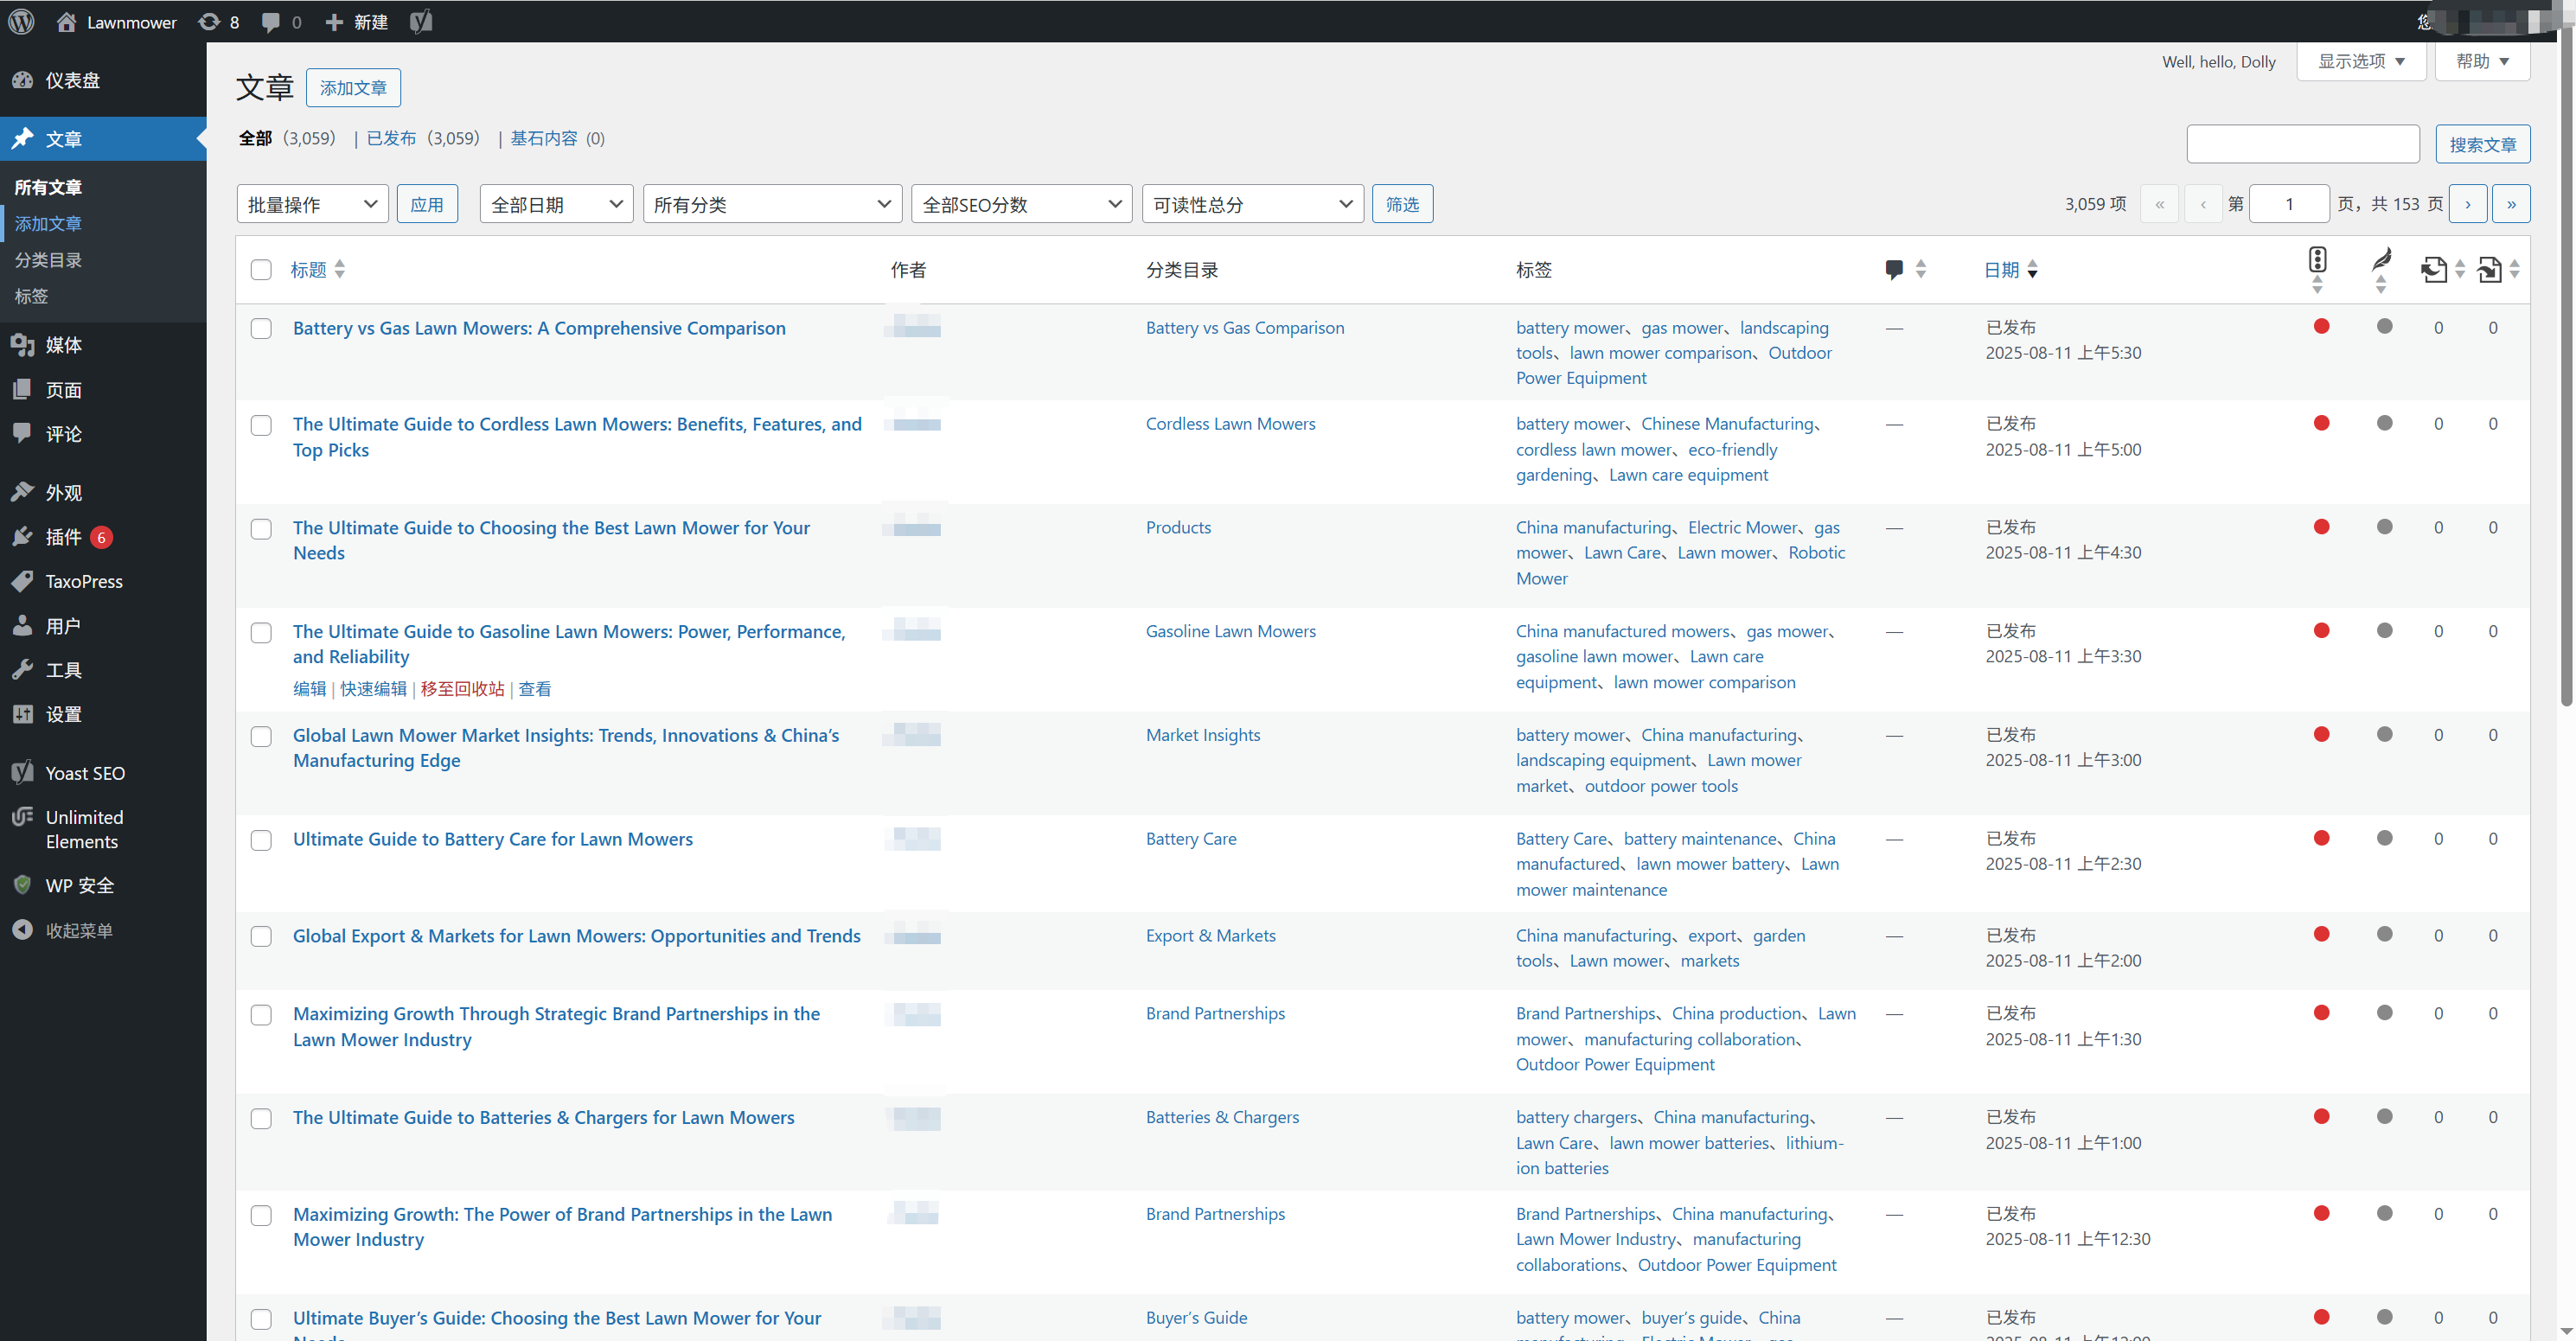 Lawnmower 8 0 新建 您
仪表盘
文章
所有文章
添加文章
分类目录
标签
媒体
页面
评论
外观
插件 6
TaxoPress
用户
工具
设置
Yoast SEO
Unlimited
Elements
WP 安全
收起菜单
Well, hello, Dolly 显示选项 帮助
文章 添加文章
全部 (3,059) | 已发布 (3,059) | 基石内容 (0)
搜索文章
批量操作 应用 全部日期 所有分类 全部SEO分数 可读性总分 筛选 3,059 项 « ‹ 第 1 页，共 153 页 › »
标题 作者 分类目录 标签 日期
Battery vs Gas Lawn Mowers: A Comprehensive Comparison Battery vs Gas Comparison battery mower、gas mower、landscaping — 已发布 0 0
tools、lawn mower comparison、Outdoor 2025-08-11 上午5:30
Power Equipment
The Ultimate Guide to Cordless Lawn Mowers: Benefits, Features, and Cordless Lawn Mowers battery mower、Chinese Manufacturing、 — 已发布 0 0
Top Picks cordless lawn mower、eco-friendly 2025-08-11 上午5:00
gardening、Lawn care equipment
The Ultimate Guide to Choosing the Best Lawn Mower for Your Products China manufacturing、Electric Mower、gas — 已发布 0 0
Needs mower、Lawn Care、Lawn mower、Robotic 2025-08-11 上午4:30
Mower
The Ultimate Guide to Gasoline Lawn Mowers: Power, Performance, Gasoline Lawn Mowers China manufactured mowers、gas mower、 — 已发布 0 0
and Reliability gasoline lawn mower、Lawn care 2025-08-11 上午3:30
编辑 | 快速编辑 | 移至回收站 | 查看 equipment、lawn mower comparison
Global Lawn Mower Market Insights: Trends, Innovations & China’s Market Insights battery mower、China manufacturing、 — 已发布 0 0
Manufacturing Edge landscaping equipment、Lawn mower 2025-08-11 上午3:00
market、outdoor power tools
Ultimate Guide to Battery Care for Lawn Mowers Battery Care Battery Care、battery maintenance、China — 已发布 0 0
manufactured、lawn mower battery、Lawn 2025-08-11 上午2:30
mower maintenance
Global Export & Markets for Lawn Mowers: Opportunities and Trends Export & Markets China manufacturing、export、garden — 已发布 0 0
tools、Lawn mower、markets 2025-08-11 上午2:00
Maximizing Growth Through Strategic Brand Partnerships in the Brand Partnerships Brand Partnerships、China production、Lawn — 已发布 0 0
Lawn Mower Industry mower、manufacturing collaboration、 2025-08-11 上午1:30
Outdoor Power Equipment
The Ultimate Guide to Batteries & Chargers for Lawn Mowers Batteries & Chargers battery chargers、China manufacturing、 — 已发布 0 0
Lawn Care、lawn mower batteries、lithium- 2025-08-11 上午1:00
ion batteries
Maximizing Growth: The Power of Brand Partnerships in the Lawn Brand Partnerships Brand Partnerships、China manufacturing、 — 已发布 0 0
Mower Industry Lawn Mower Industry、manufacturing 2025-08-11 上午12:30
collaborations、Outdoor Power Equipment
Ultimate Buyer’s Guide: Choosing the Best Lawn Mower for Your Buyer’s Guide battery mower、buyer’s guide、China — 已发布 0 0